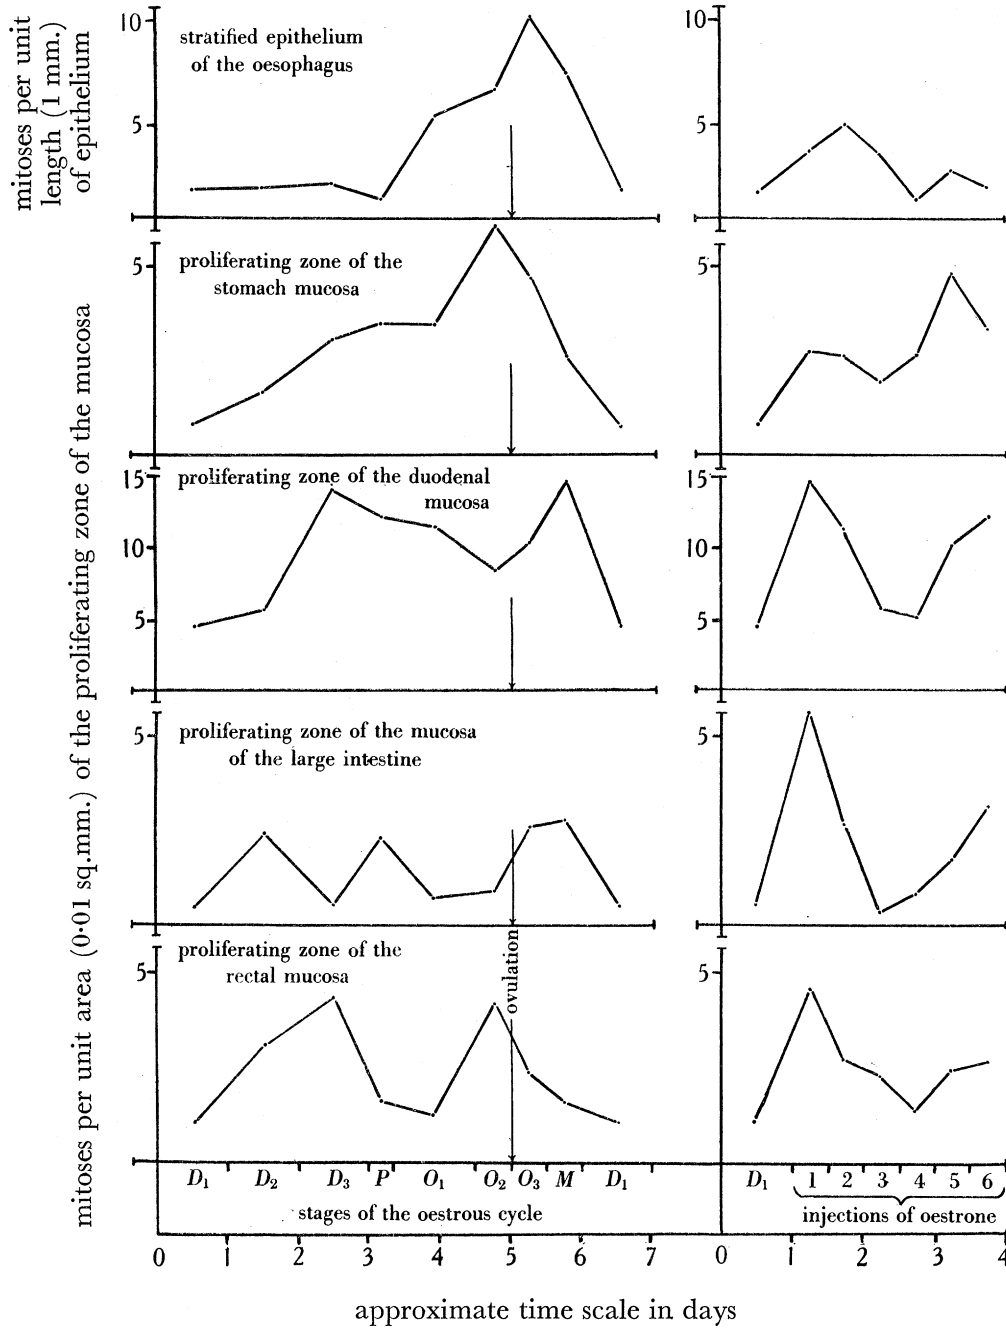 mitoses per unit
length (1 mm.)
of epithelium
10
5
stratified epithelium
of the oesophagus
10
5
mitoses per unit area (0·01 sq.mm.) of the proliferating zone of the mucosa
5
proliferating zone of the
stomach mucosa
5
15
10
5
proliferating zone of the duodenal
mucosa
15
10
5
5
proliferating zone of the mucosa
of the large intestine
5
5
proliferating zone of the
rectal mucosa
ovulation
5
D1 D2 D3 P O1 O2 O3 M D1
stages of the oestrous cycle
D1 1 2 3 4 5 6
injections of oestrone
0 1 2 3 4 5 6 7
0 1 2 3 4
approximate time scale in days